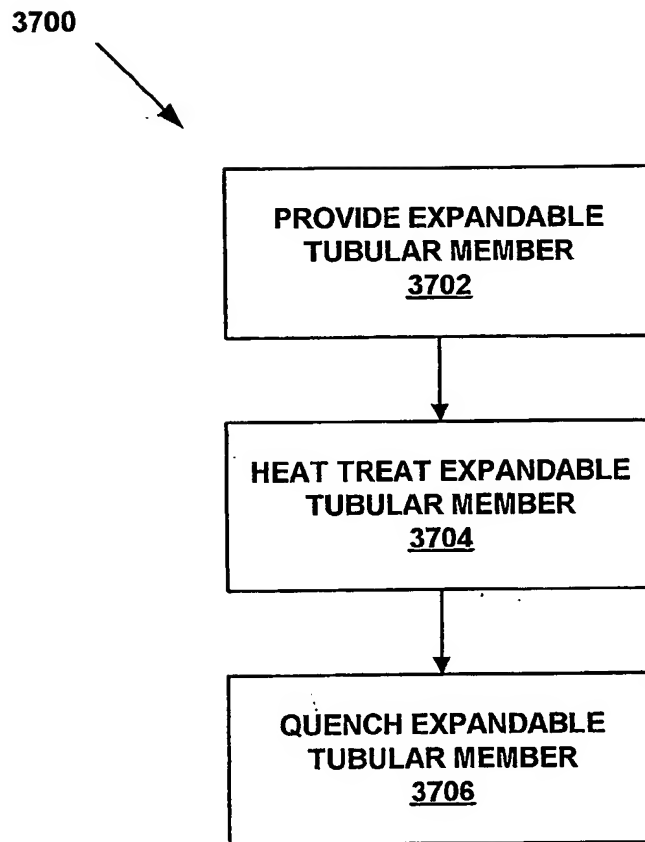 3700
PROVIDE EXPANDABLE
TUBULAR MEMBER
3702
HEAT TREAT EXPANDABLE
TUBULAR MEMBER
3704
QUENCH EXPANDABLE
TUBULAR MEMBER
3706